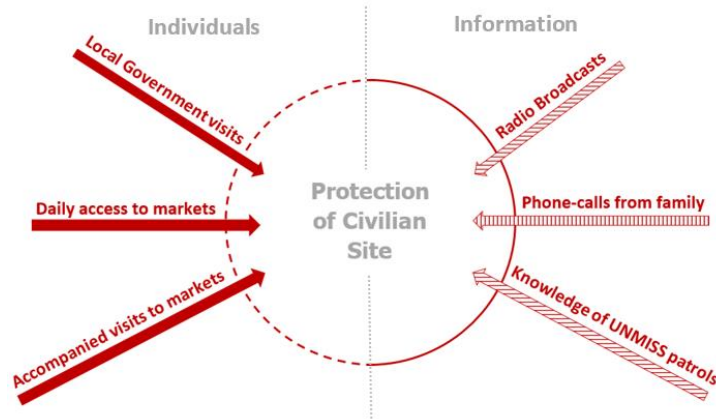 Individuals
Information
Local Government visits
Daily access to markets
Accompanied visits to markets
Protection
of Civilian
Site
Radio Broadcasts
Phone-calls from family
Knowledge of UNMISS patrols